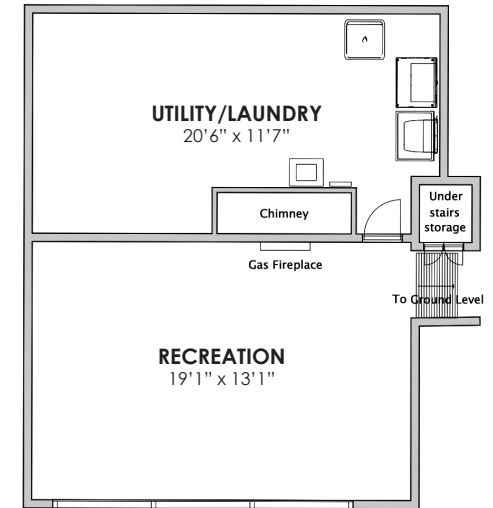 UTILITY/LAUNDRY
20’6” x 11’7”
Under
stairs
storage
Chimney
Gas Fireplace
To Ground Level
RECREATION
19’1” x 13’1”